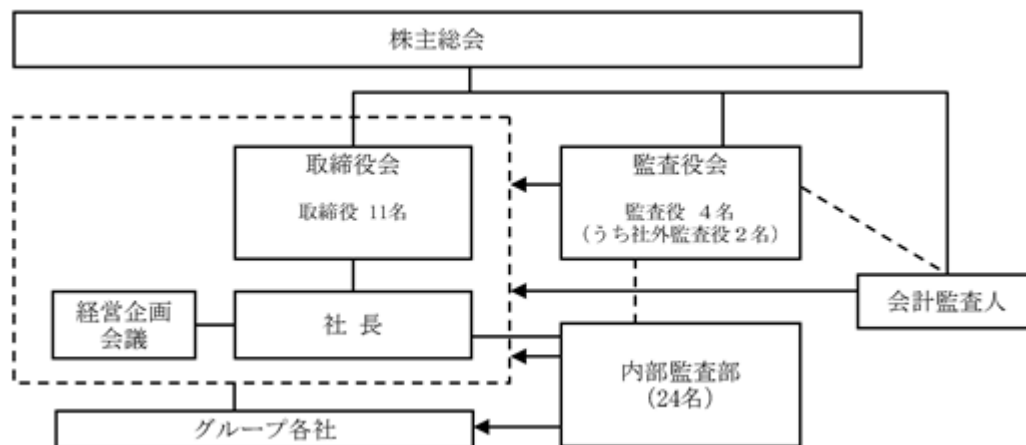 株主総会
取締役会
取締役 11名
監査役会
監査役 4名
(うち社外監査役2名)
会計監査人
経営企画
会議
社 長
内部監査部
(24名)
グループ各社